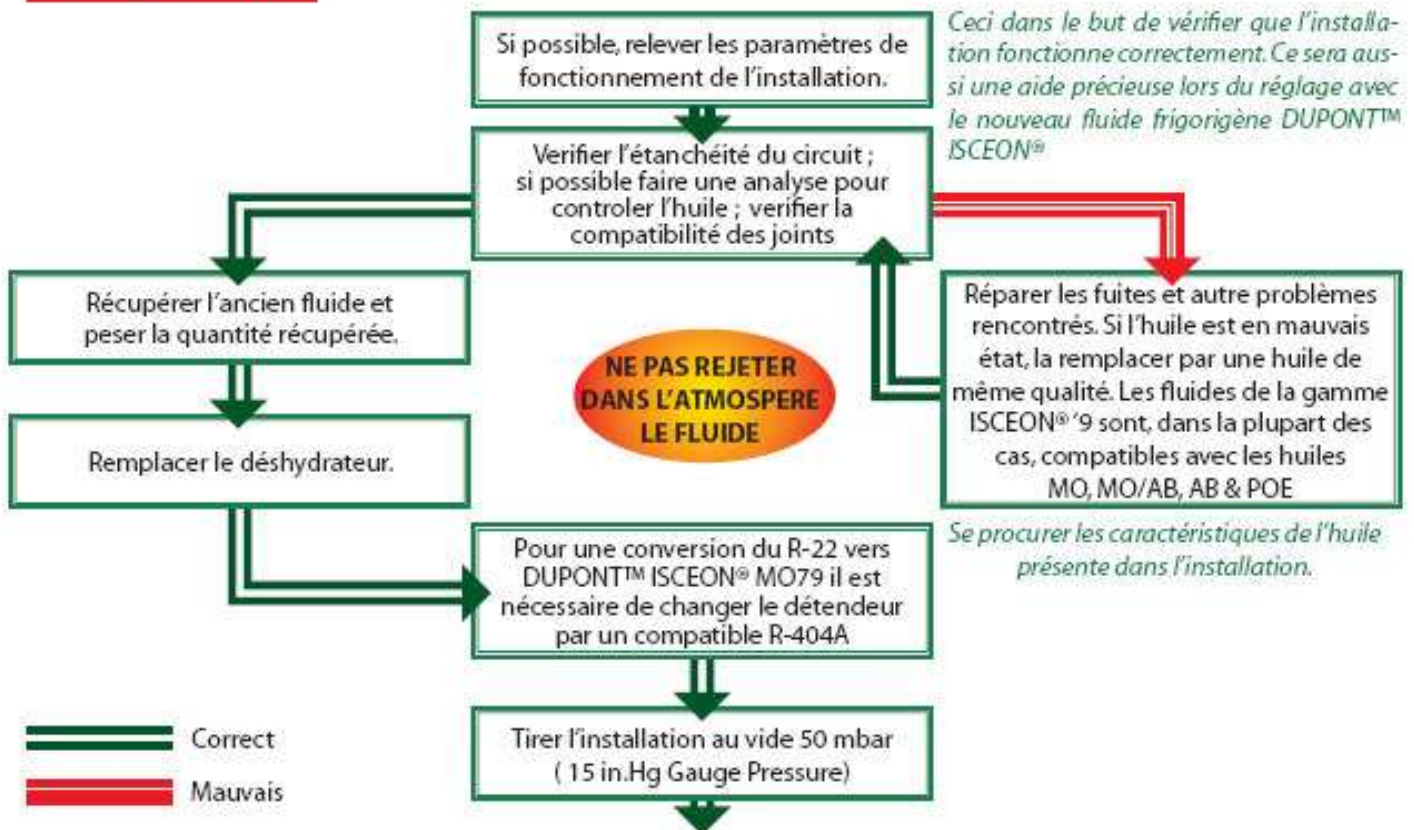 Si possible, relever les paramètres de
fonctionnement de l'installation.
Ceci dans le but de vérifier que l'installa-
tion fonctionne correctement. Ce sera aus-
si une aide précieuse lors du réglage avec
le nouveau fluide frigorigène DUPONT™
ISCEON®
Verifier l'étanchéité du circuit ;
si possible faire une analyse pour
controler l'huile ; verifier la
compatibilité des joints
Récupérer l'ancien fluide et
peser la quantité récupérée.
NE PAS REJETER
DANS L'ATMOSPERE
LE FLUIDE
Réparer les fuites et autre problèmes
rencontrés. Si l'huile est en mauvais
état, la remplacer par une huile de
même qualité. Les fluides de la gamme
ISCEON® '9 sont, dans la plupart des
cas, compatibles avec les huiles
MO, MO/AB, AB & POE
Remplacer le déshydrateur.
Se procurer les caractéristiques de l'huile
présente dans l'installation.
Pour une conversion du R-22 vers
DUPONT™ ISCEON® MO79 il est
nécessaire de changer le détendeur
par un compatible R-404A
Tirer l'installation au vide 50 mbar
( 15 in.Hg Gauge Pressure)
Correct
Mauvais